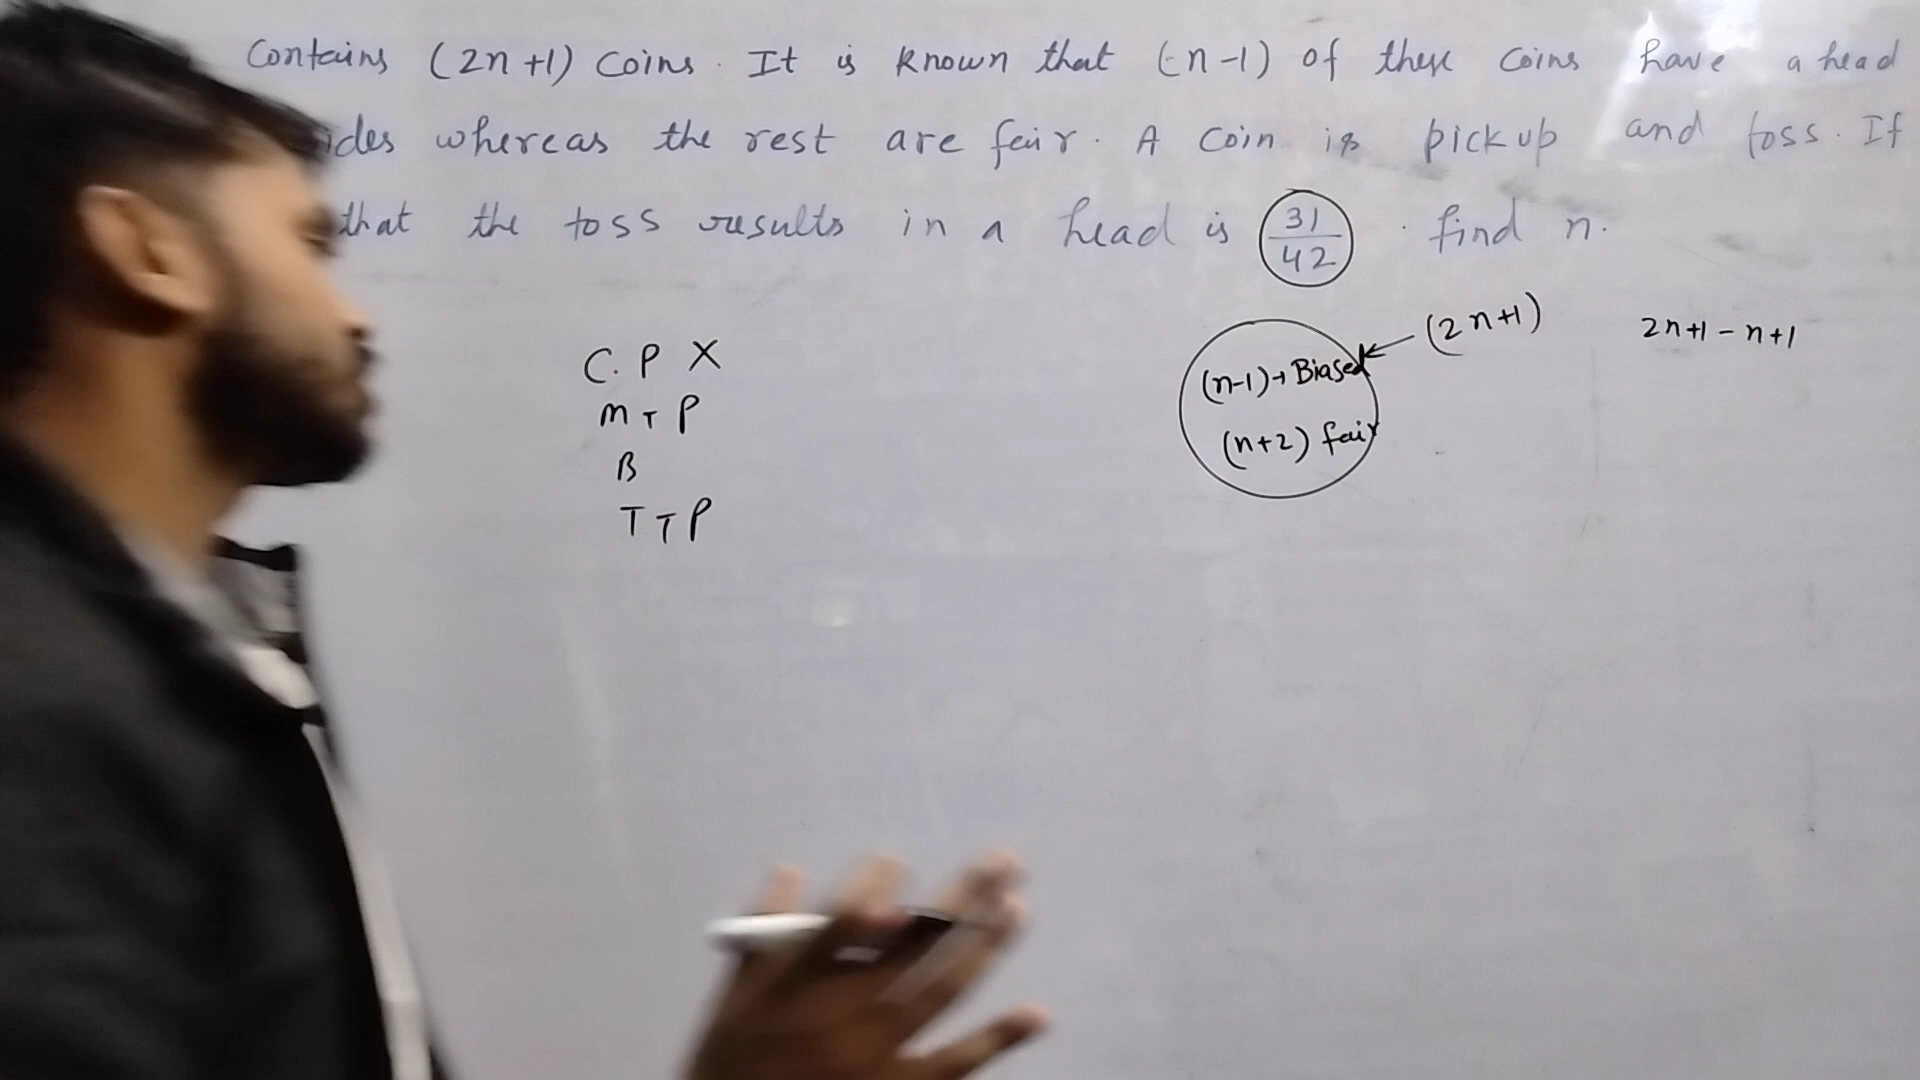 Contains (2n+1) coins. It is known that (n-1) of these coins have a head
ides whereas the rest are fair. A coin is pickup and toss. If
that the toss results in a head is 31/42. find n.
C. P X
M T P
B
T T P
(2n+1)
(n-1)→ Biased
(n+2) fair
2n+1-n+1